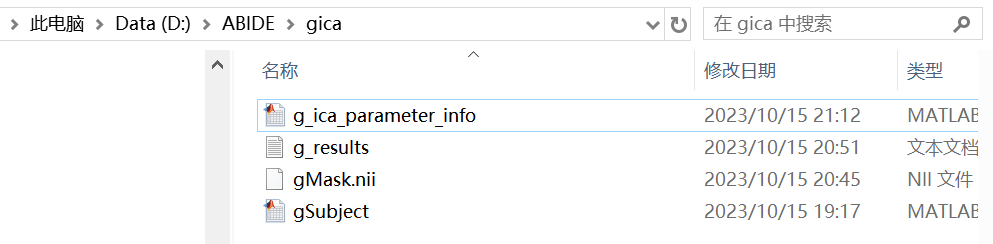 此电脑 Data (D:) ABIDE gica 在 gica 中搜索
名称 修改日期 类型
g_ica_parameter_info 2023/10/15 21:12 MATLAB
g_results 2023/10/15 20:51 文本文档
gMask.nii 2023/10/15 20:45 NII 文件
gSubject 2023/10/15 19:17 MATLAB